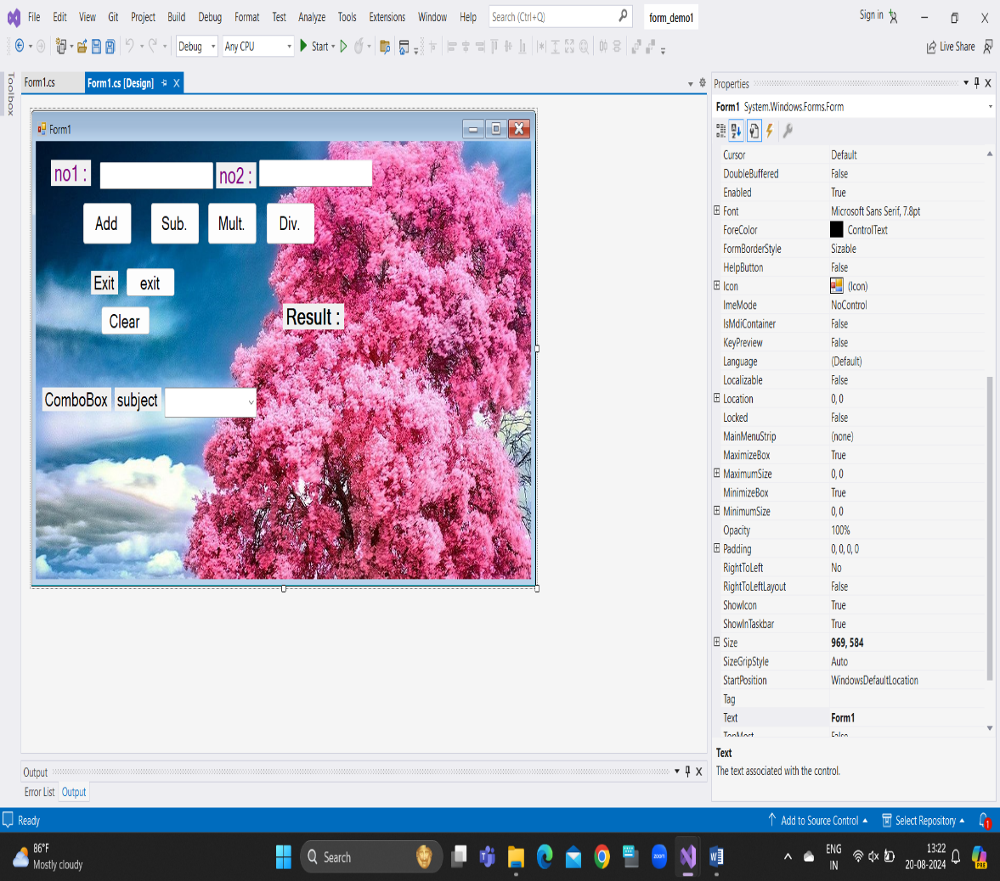 File Edit View Git Project Build Debug Format Test Analyze Tools Extensions Window Help Search (Ctrl+Q) form_demo1 Sign in
Debug Any CPU Start Live Share
Toolbox
Form1.cs Form1.cs [Design]
Form1
no1 : no2 :
Add Sub. Mult. Div.
Exit exit
Clear
Result :
ComboBox subject
Properties
Form1 System.Windows.Forms.Form
Cursor Default
DoubleBuffered False
Enabled True
Font Microsoft Sans Serif, 7.8pt
ForeColor ControlText
FormBorderStyle Sizable
HelpButton False
Icon (Icon)
ImeMode NoControl
IsMdiContainer False
KeyPreview False
Language (Default)
Localizable False
Location 0, 0
Locked False
MainMenuStrip (none)
MaximizeBox True
MaximumSize 0, 0
MinimizeBox True
MinimumSize 0, 0
Opacity 100%
Padding 0, 0, 0, 0
RightToLeft No
RightToLeftLayout False
ShowIcon True
ShowInTaskbar True
Size 969, 584
SizeGripStyle Auto
StartPosition WindowsDefaultLocation
Tag
Text Form1
TopMost False
Text
The text associated with the control.
Output
Error List Output
Ready Add to Source Control Select Repository 1
86°F
Mostly cloudy
Search
zoom
ENG
IN
13:22
20-08-2024
PRE